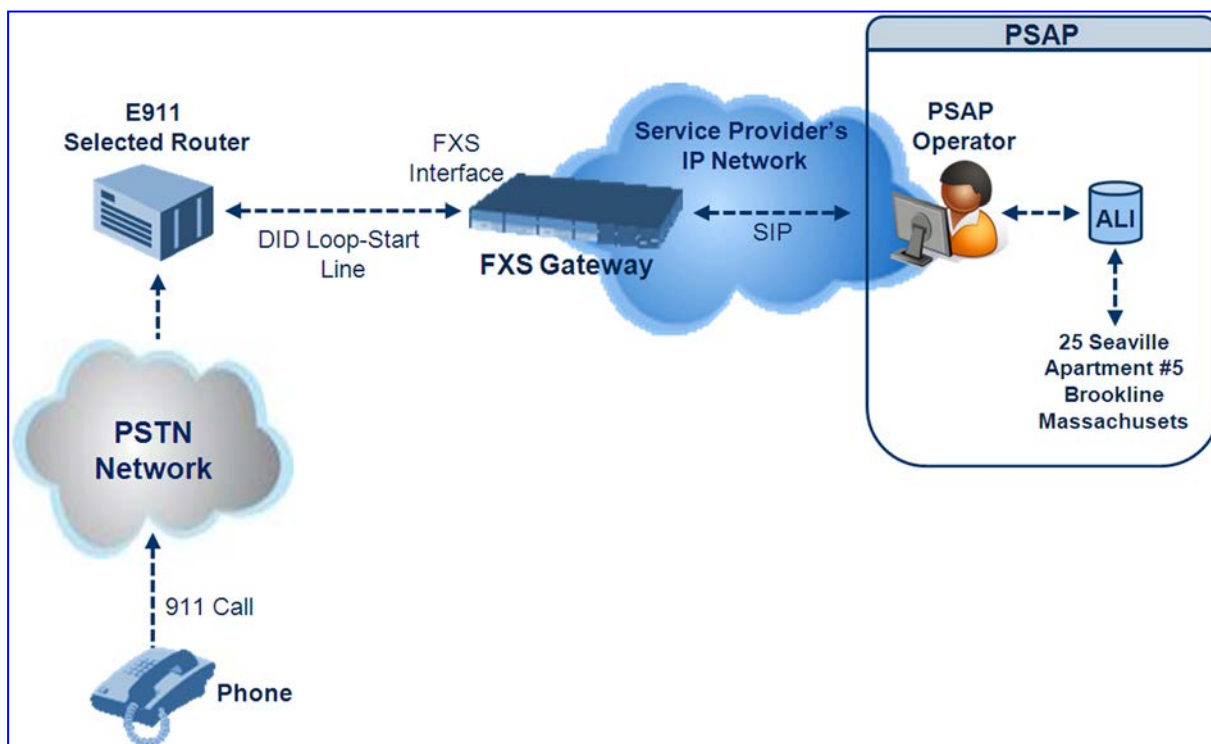 PSAP
E911
Selected Router
FXS
Interface
DID Loop-Start
Line
FXS Gateway
Service Provider's
IP Network
SIP
PSAP
Operator
ALI
25 Seaville
Apartment #5
Brookline
Massachusets
PSTN
Network
911 Call
Phone